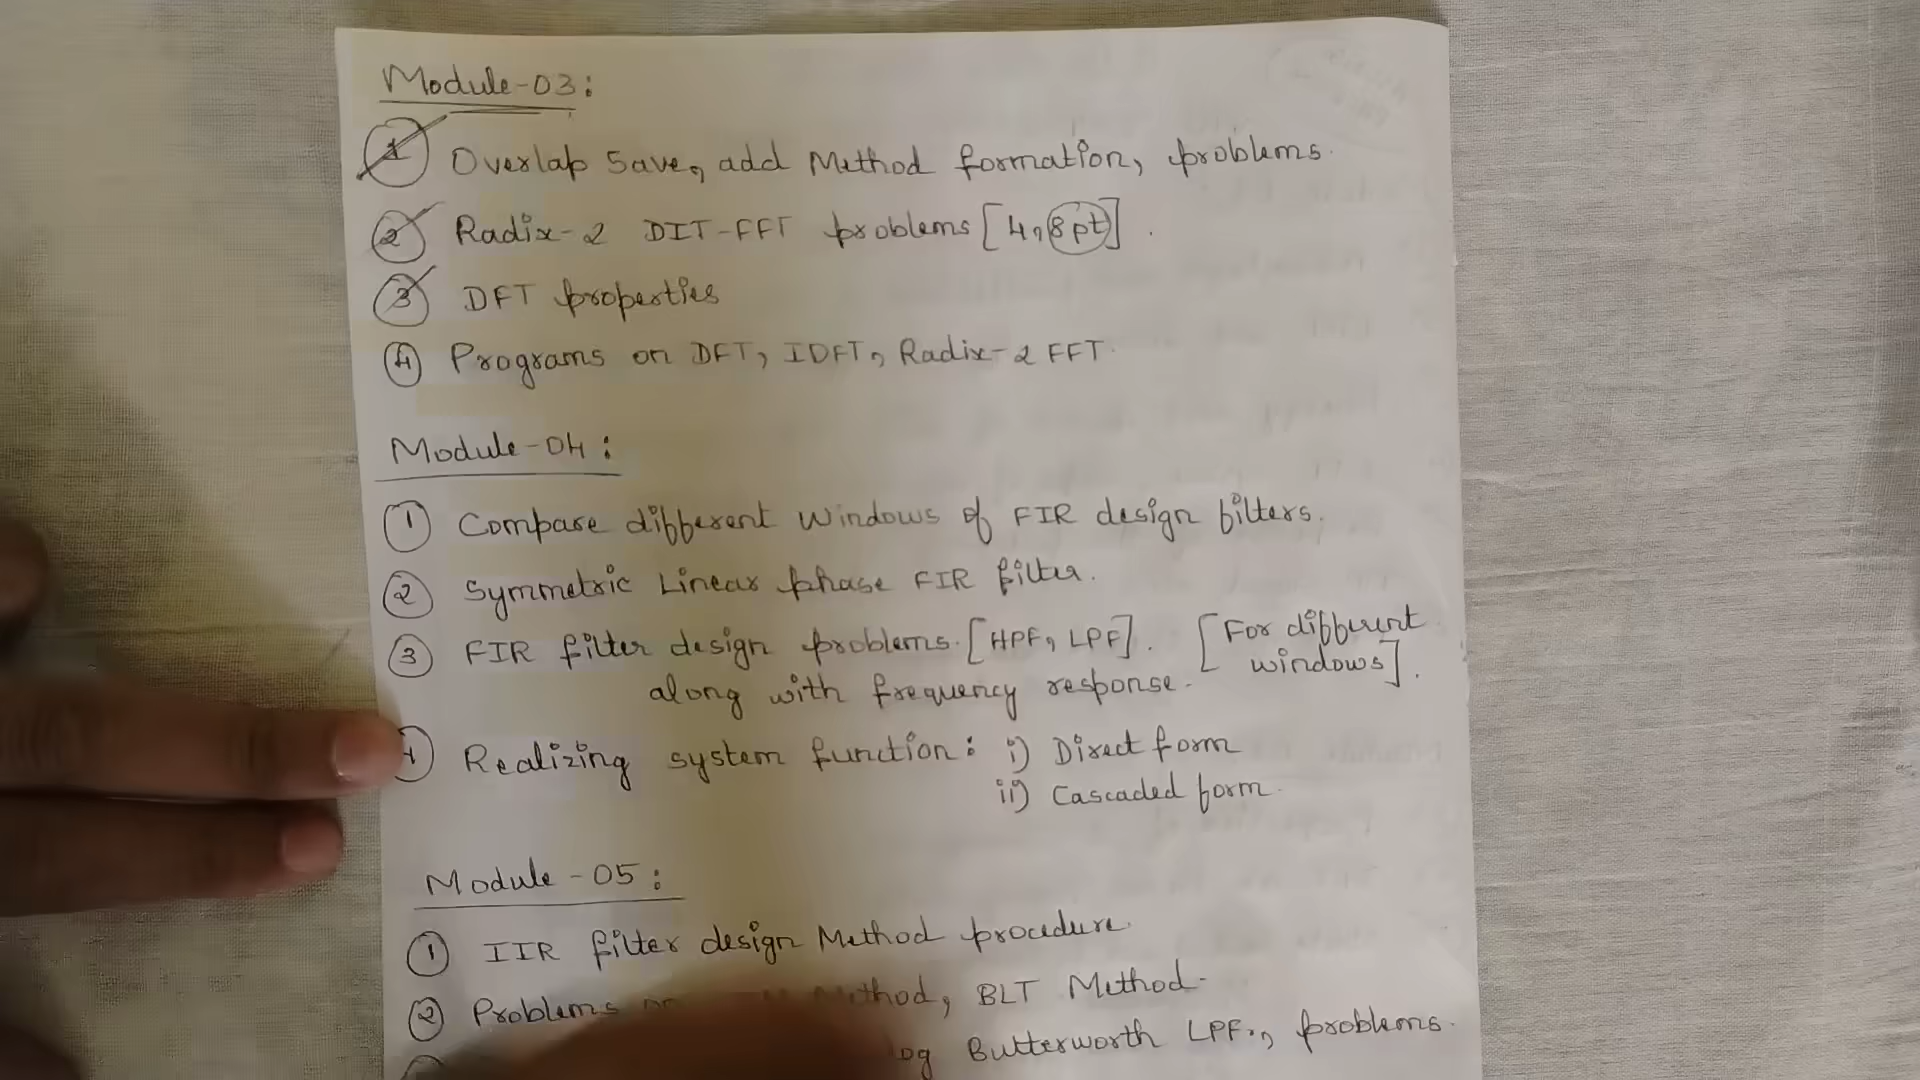 Module-03:
1 Overlap Save, add Method formation, problems.
2 Radix-2 DIT-FFT problems [4, 8pt].
3 DFT properties
4 Programs on DFT, IDFT, Radix-2 FFT.
Module-04:
1 Compare different windows of FIR design filters.
2 Symmetric Linear phase FIR filter.
3 FIR filter design problems. [HPF, LPF]. [For different
along with frequency response. windows].
4 Realizing system function: i) Direct form
ii) Cascaded form.
Module-05:
1 IIR filter design Method procedure.
2 Problems Method, BLT Method.
Butterworth LPF., problems.